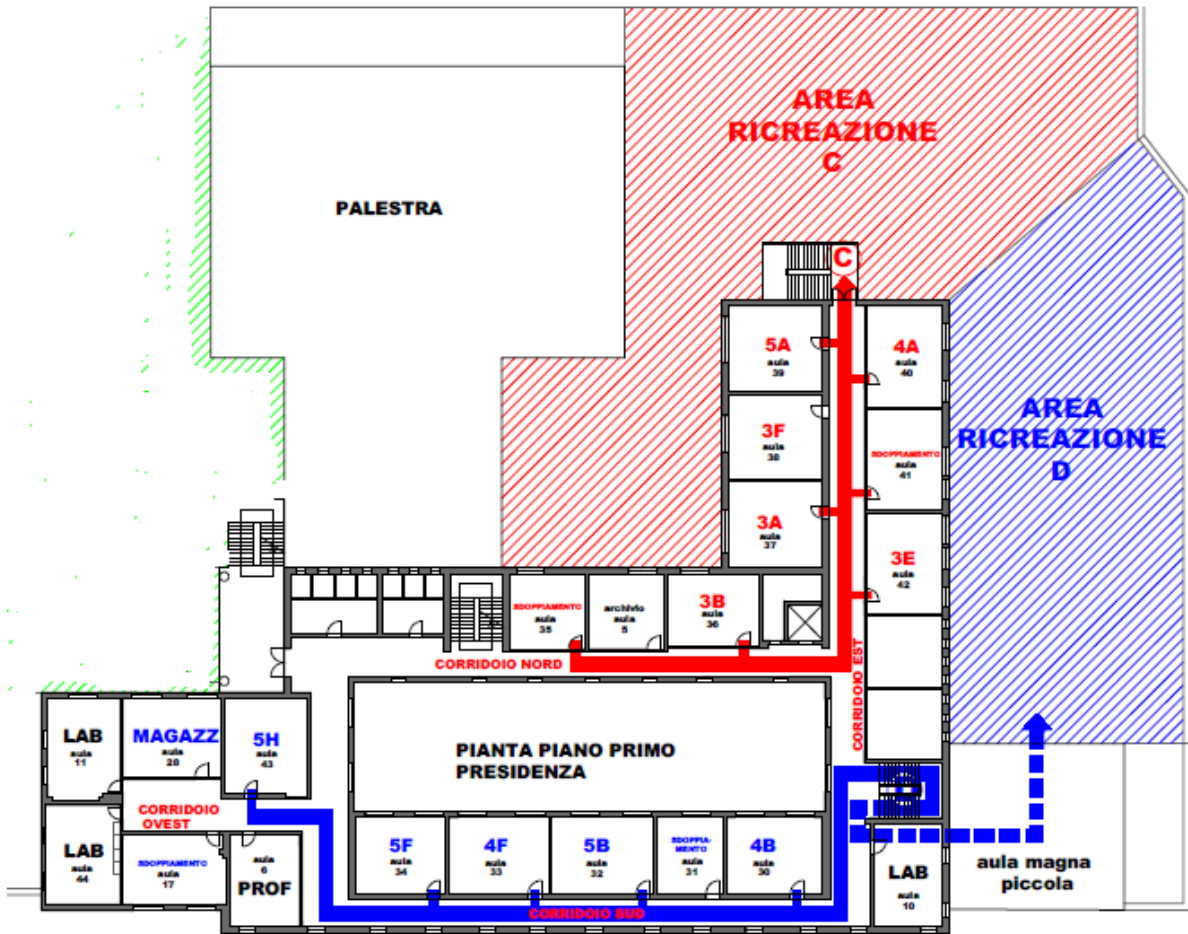 AREA
RICREAZIONE
C
PALESTRA
C
5A
aula
39
4A
aula
40
3F
aula
38
SDOPPIAMENTO
aula
41
AREA
RICREAZIONE
D
3A
aula
37
3E
aula
42
SDOPPIAMENTO
aula
35
archivio
aula
5
3B
aula
36
CORRIDOIO NORD
CORRIDOIO EST
LAB
aula
11
MAGAZZ
aula
28
5H
aula
43
PIANTA PIANO PRIMO
PRESIDENZA
CORRIDOIO
OVEST
LAB
aula
44
SDOPPIAMENTO
aula
17
aula
6
PROF
5F
aula
34
4F
aula
33
5B
aula
32
SDOPPIA-
MENTO
aula
31
4B
aula
30
LAB
aula
10
aula magna
piccola
CORRIDOIO SUD